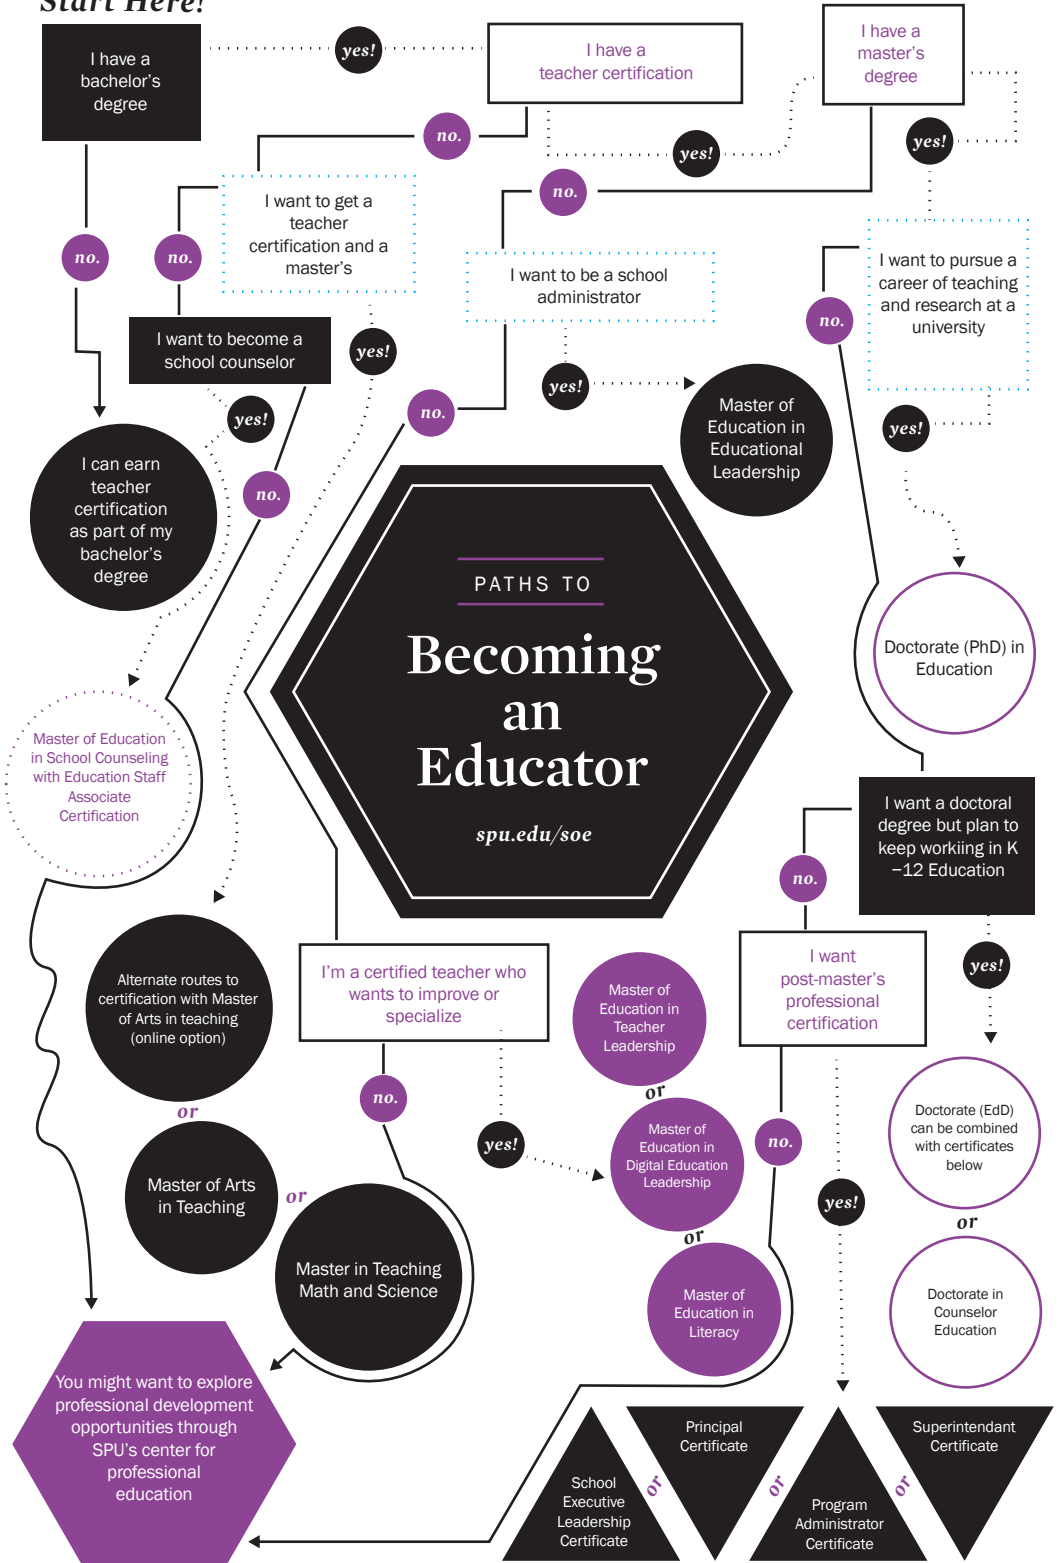 Start Here!
I have a
bachelor's
degree
yes!
I have a
teacher certification
I have a
master's
degree
no.
yes!
yes!
no.
I want to get a
teacher
certification and a
master's
no.
no.
I want to be a school
administrator
I want to pursue a
career of teaching
and research at a
university
no.
I want to become a
school counselor
yes!
yes!
no.
yes!
yes!
Master of
Education in
Educational
Leadership
I can earn
teacher
certification
as part of my
bachelor's
degree
no.
PATHS TO
Becoming
an
Educator
spu.edu/soe
Doctorate (PhD) in
Education
Master of Education
in School Counseling
with Education Staff
Associate
Certification
I want a doctoral
degree but plan to
keep workiing in K
–12 Education
no.
yes!
Alternate routes to
certification with Master
of Arts in teaching
(online option)
I'm a certified teacher who
wants to improve or
specialize
Master of
Education in
Teacher
Leadership
I want
post-master's
professional
certification
or
no.
or
yes!
Master of
Education in
Digital Education
Leadership
no.
Doctorate (EdD)
can be combined
with certificates
below
Master of Arts
in Teaching
or
yes!
or
or
Master in Teaching
Math and Science
Master of
Education in
Literacy
Doctorate in
Counselor
Education
You might want to explore
professional development
opportunities through
SPU's center for
professional
education
School
Executive
Leadership
Certificate
or
Principal
Certificate
or
Program
Administrator
Certificate
or
Superintendant
Certificate